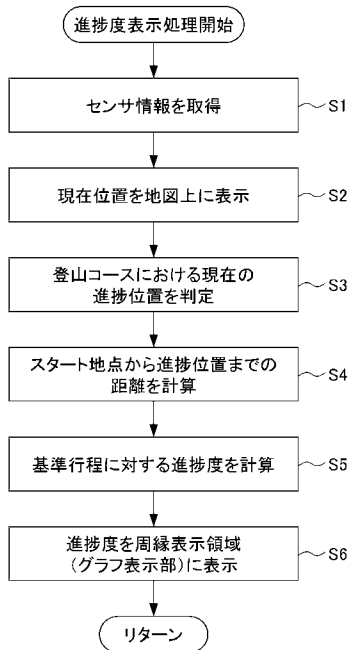 進捗度表示処理開始
センサ情報を取得
S1
現在位置を地図上に表示
S2
登山コースにおける現在の
進捗位置を判定
S3
スタート地点から進捗位置までの
距離を計算
S4
基準行程に対する進捗度を計算
S5
進捗度を周縁表示領域
(グラフ表示部)に表示
S6
リターン